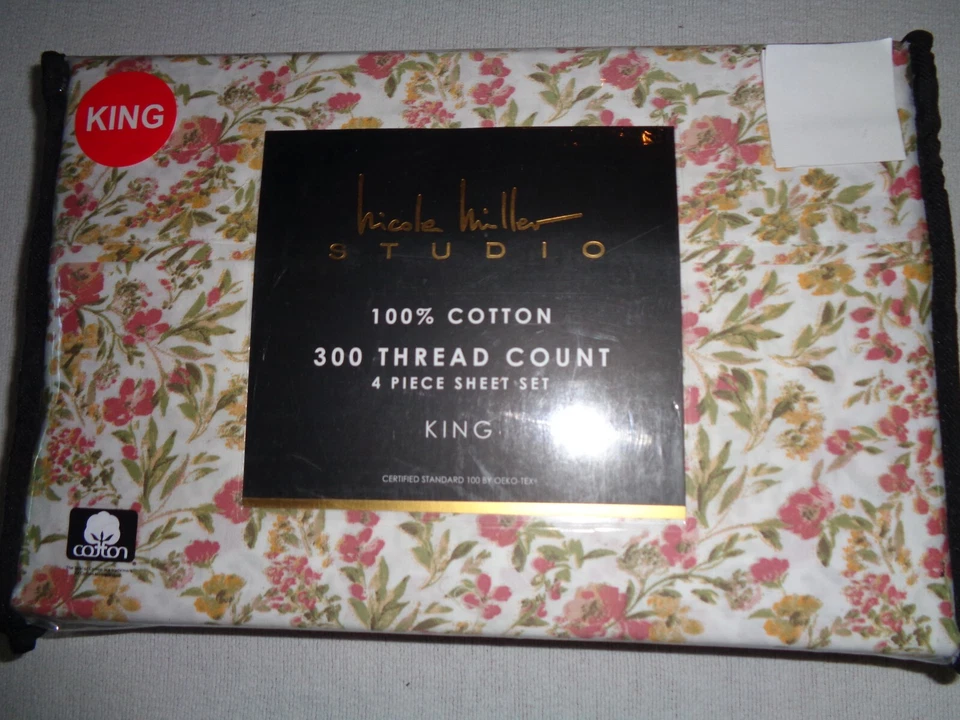 KING
Nicole Miller
STUDIO
100% COTTON
300 THREAD COUNT
4 PIECE SHEET SET
KING
CERTIFIED STANDARD 100 BY OEKO-TEX®
cotton